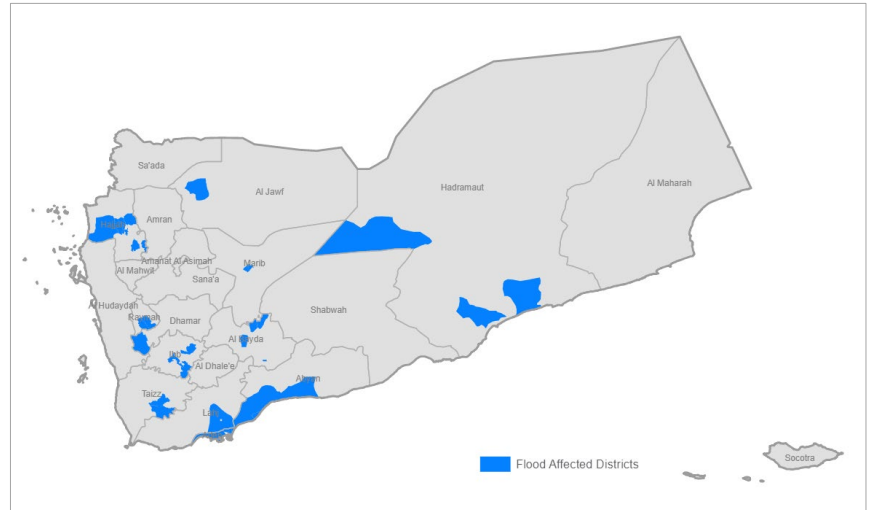 Sa'ada
Al Jawf
Hadramaut
Al Maharah
Hajjah
Amran
Amanat Al Asimah
Al Mahwit
Marib
Sana'a
Al Hudaydah
Raymah
Dhamar
Shabwah
Al Bayda
Ibb
Al Dhale'e
Abyan
Taizz
Lahj
Socotra
Flood Affected Districts